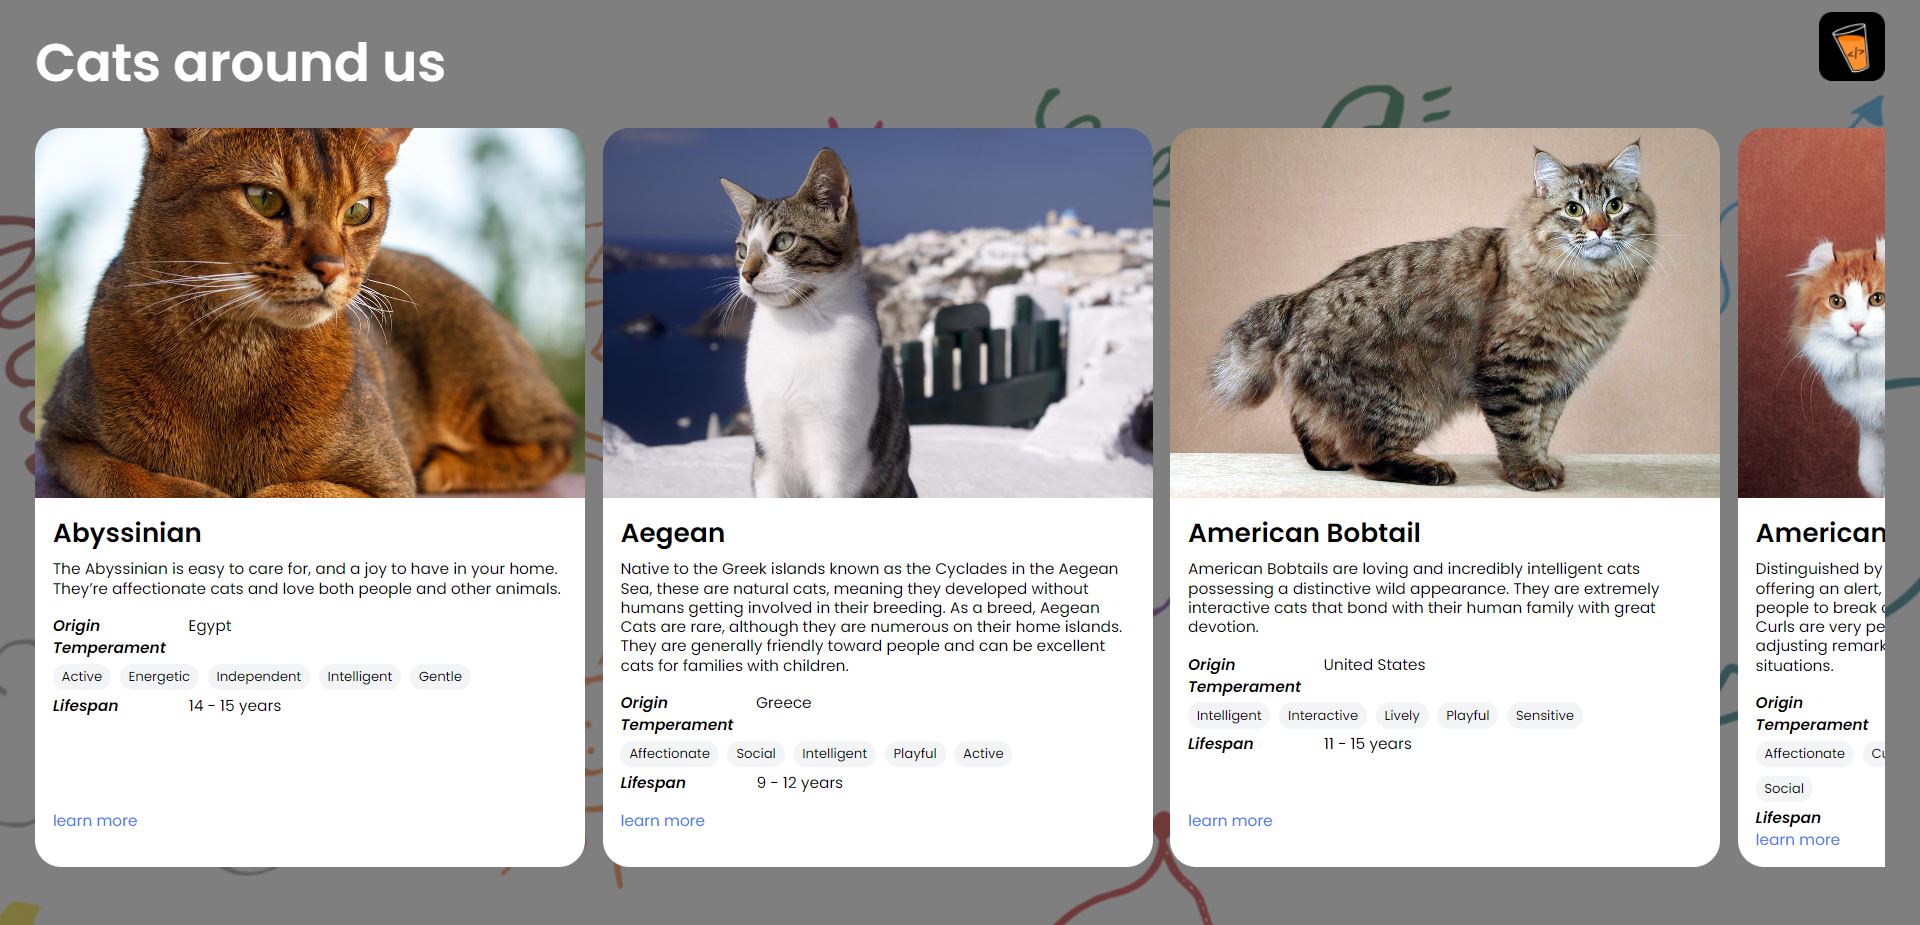 Cats around us
</>
Abyssinian
The Abyssinian is easy to care for, and a joy to have in your home.
They’re affectionate cats and love both people and other animals.
Origin Egypt
Temperament
Active Energetic Independent Intelligent Gentle
Lifespan 14 - 15 years
learn more
Aegean
Native to the Greek islands known as the Cyclades in the Aegean
Sea, these are natural cats, meaning they developed without
humans getting involved in their breeding. As a breed, Aegean
Cats are rare, although they are numerous on their home islands.
They are generally friendly toward people and can be excellent
cats for families with children.
Origin Greece
Temperament
Affectionate Social Intelligent Playful Active
Lifespan 9 - 12 years
learn more
American Bobtail
American Bobtails are loving and incredibly intelligent cats
possessing a distinctive wild appearance. They are extremely
interactive cats that bond with their human family with great
devotion.
Origin United States
Temperament
Intelligent Interactive Lively Playful Sensitive
Lifespan 11 - 15 years
learn more
American
Distinguished by
offering an alert,
people to break
Curls are very
adjusting
situations.
Origin
Temperament
Affectionate
Social
Lifespan
learn more